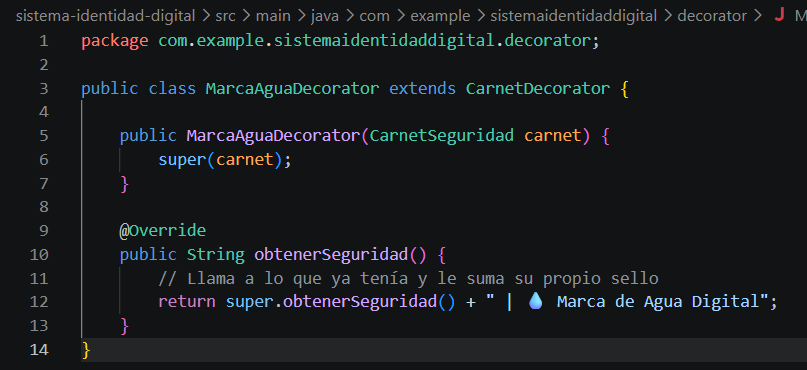 sistema-identidad-digital > src > main > java > com > example > sistemaidentidaddigital > decorator > J M
1 package com.example.sistemaidentidaddigital.decorator;
2
3 public class MarcaAguaDecorator extends CarnetDecorator {
4
5 public MarcaAguaDecorator(CarnetSeguridad carnet) {
6 super(carnet);
7 }
8
9 @Override
10 public String obtenerSeguridad() {
11 // Llama a lo que ya tenía y le suma su propio sello
12 return super.obtenerSeguridad() + " | 💧 Marca de Agua Digital";
13 }
14 }